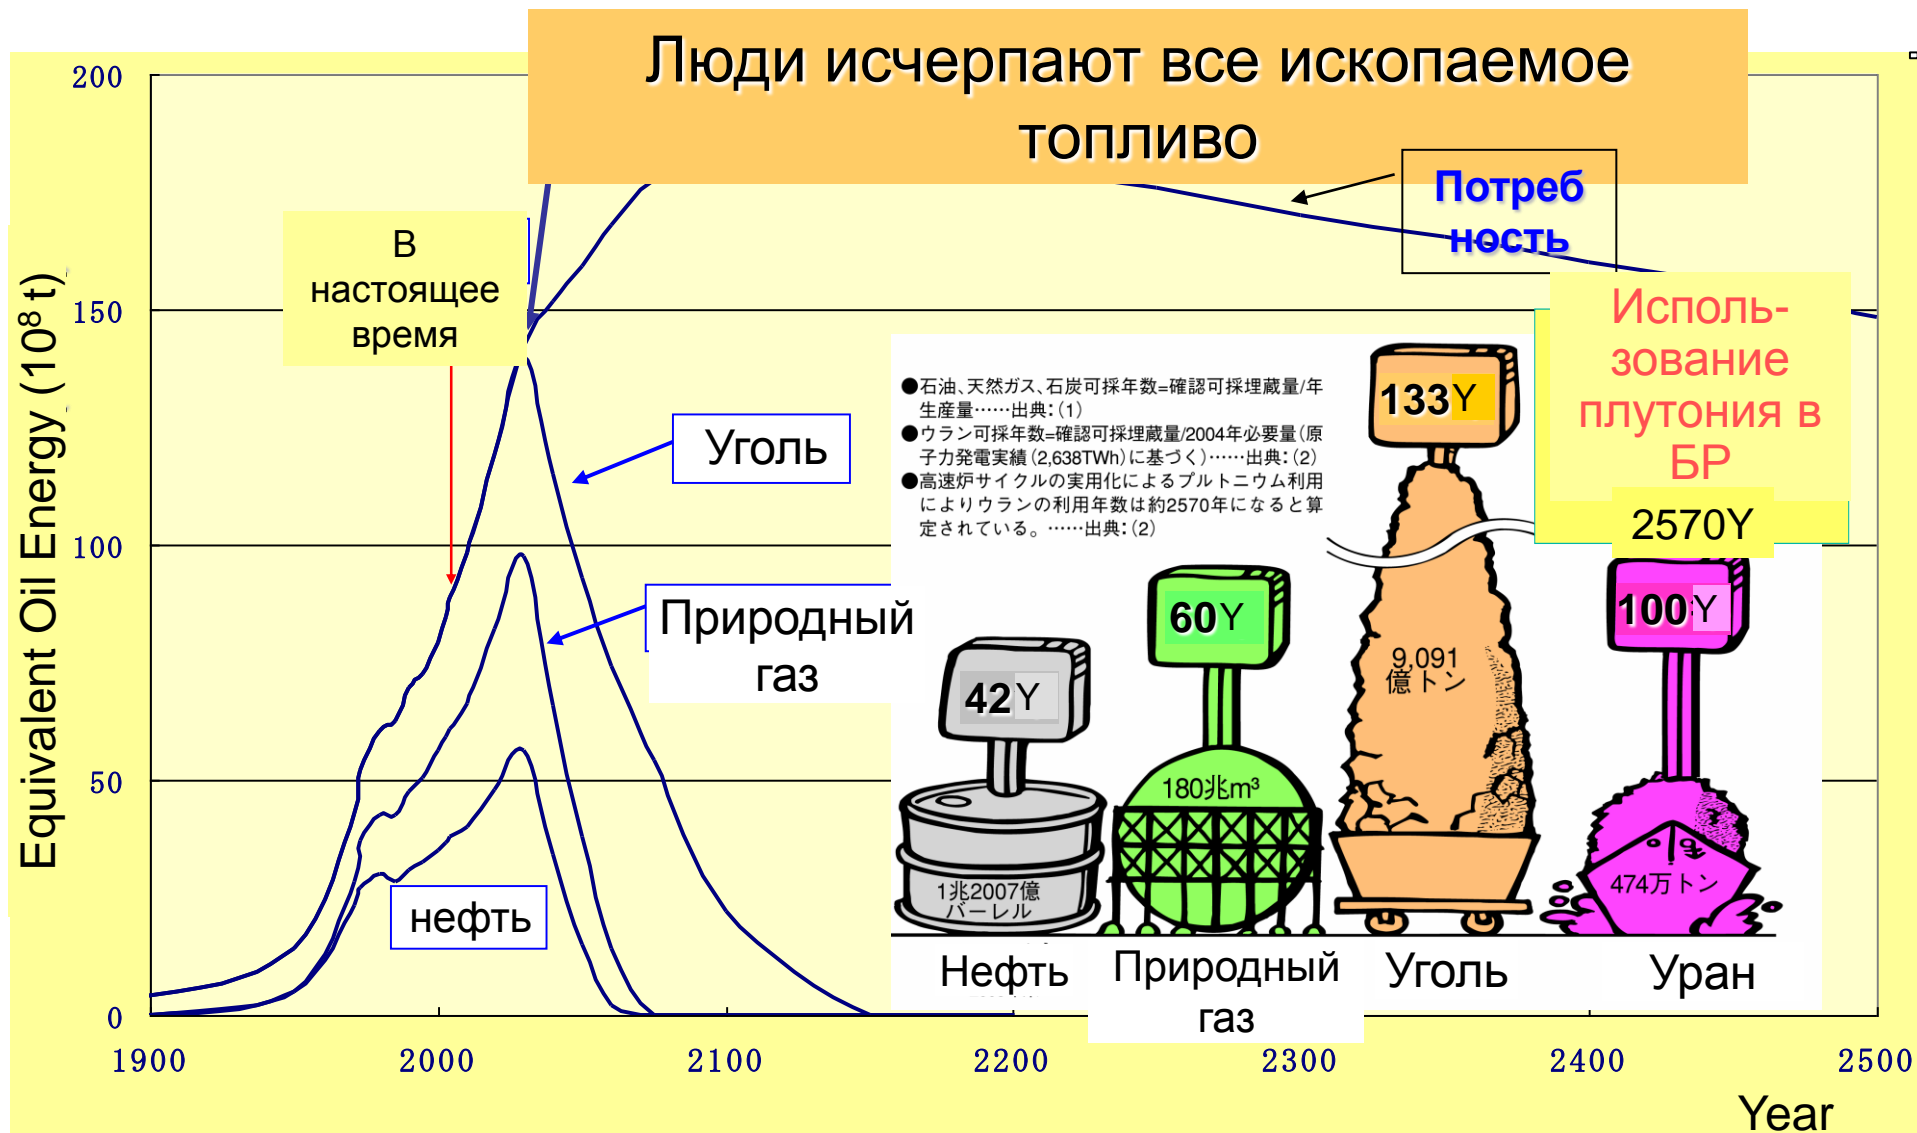 Люди исчерпают все ископаемое
топливо
200
150
100
50
0
Equivalent Oil Energy (10⁸ t)
В
настоящее
время
Потреб
ность
Уголь
Природный
газ
нефть
Исполь-
зование
плутония в
БР
2570Y
●石油、天然ガス、石炭可採年数=確認可採埋蔵量/年
生産量……出典:(1)
●ウラン可採年数=確認可採埋蔵量/2004年必要量(原
子力発電実績(2,638TWh)に基づく)……出典:(2)
●高速炉サイクルの実用化によるプルトニウム利用
によりウランの利用年数は約2570年になると算
定されている。……出典:(2)
133Y
60Y
100Y
42Y
9,091
億トン
180兆m³
1兆2007億
バーレル
474万トン
Нефть
Природный
газ
Уголь
Уран
1900 2000 2100 2200 2300 2400 2500
Year